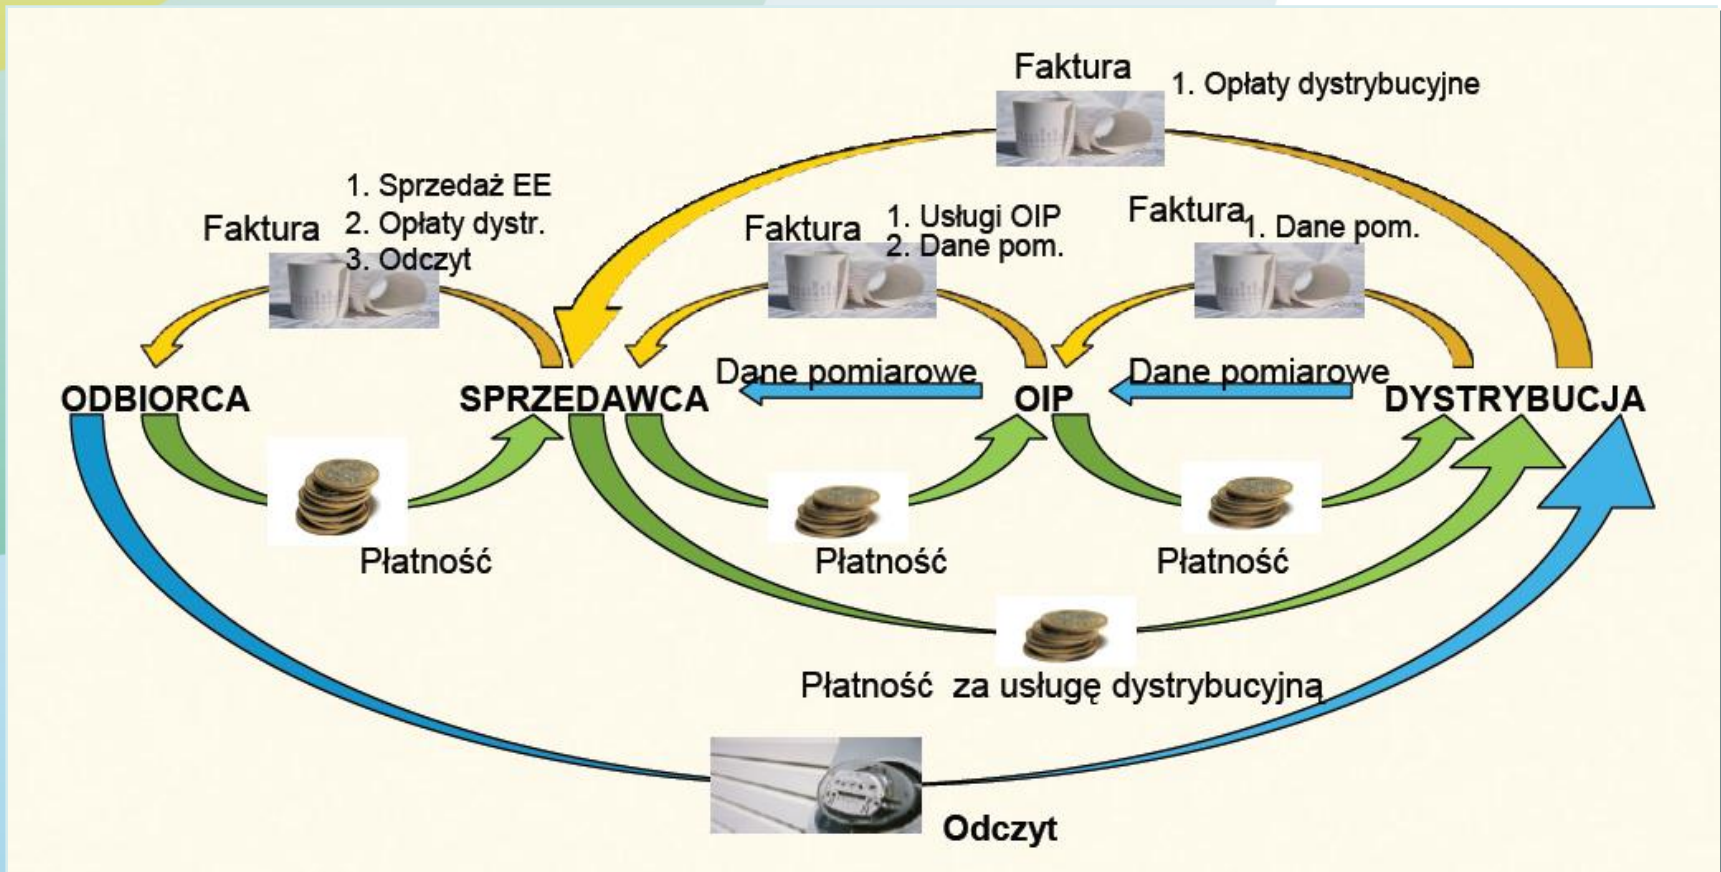 Faktura
1. Opłaty dystrybucyjne
Faktura
1. Sprzedaż EE
2. Opłaty dystr.
3. Odczyt
Faktura
1. Usługi OIP
2. Dane pom.
Faktura
1. Dane pom.
Dane pomiarowe
Dane pomiarowe
ODBIORCA
SPRZEDAWCA
OIP
DYSTRYBUCJA
Płatność
Płatność
Płatność
Płatność za usługę dystrybucyjną
Odczyt